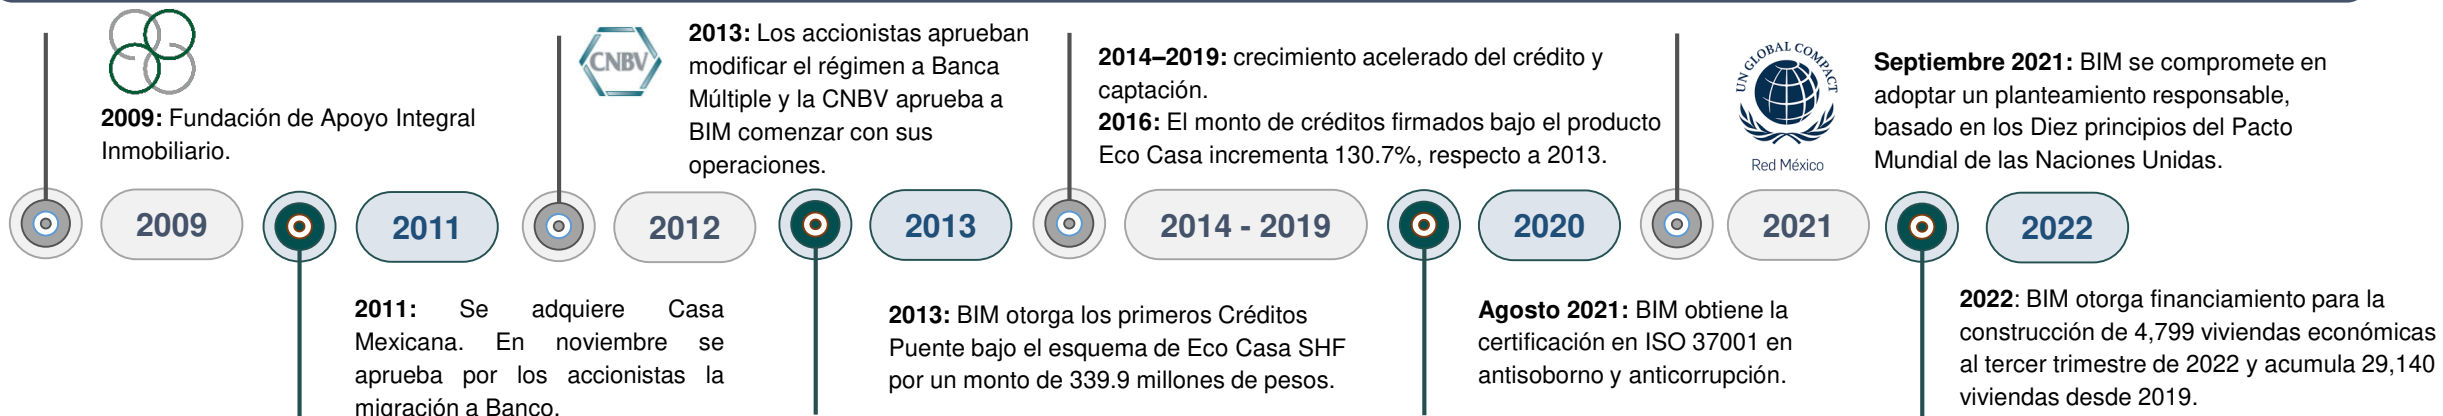 2009: Fundación de Apoyo Integral
Inmobiliario.
CNBV
2013: Los accionistas aprueban
modificar el régimen a Banca
Múltiple y la CNBV aprueba a
BIM comenzar con sus
operaciones.
2014–2019: crecimiento acelerado del crédito y
captación.
2016: El monto de créditos firmados bajo el producto
Eco Casa incrementa 130.7%, respecto a 2013.
UN GLOBAL COMPACT
Red México
Septiembre 2021: BIM se compromete en
adoptar un planteamiento responsable,
basado en los Diez principios del Pacto
Mundial de las Naciones Unidas.
2009
2011
2012
2013
2014 - 2019
2020
2021
2022
2011: Se adquiere Casa
Mexicana. En noviembre se
aprueba por los accionistas la
migración a Banco.
2013: BIM otorga los primeros Créditos
Puente bajo el esquema de Eco Casa SHF
por un monto de 339.9 millones de pesos.
Agosto 2021: BIM obtiene la
certificación en ISO 37001 en
antisoborno y anticorrupción.
2022: BIM otorga financiamiento para la
construcción de 4,799 viviendas económicas
al tercer trimestre de 2022 y acumula 29,140
viviendas desde 2019.